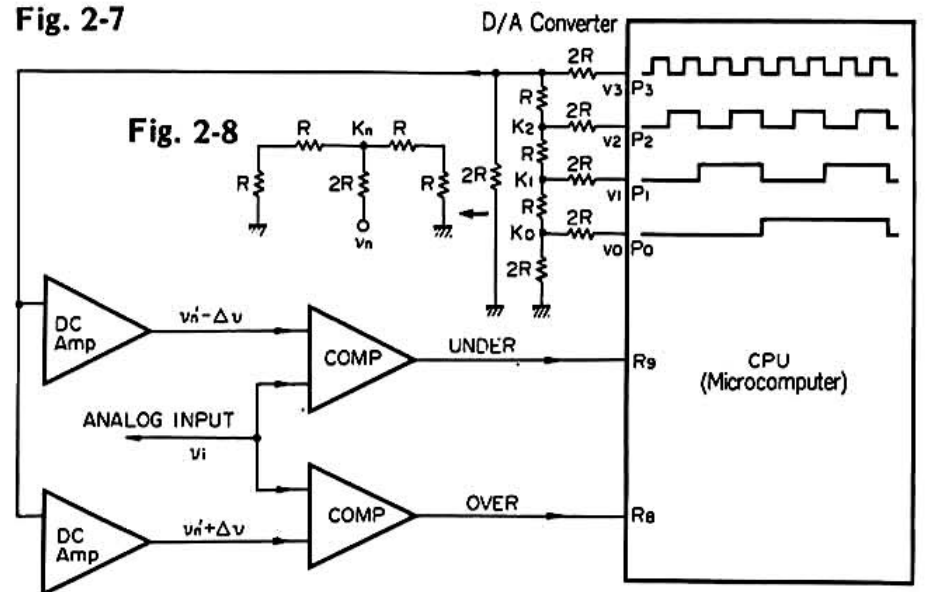 Fig. 2-7
D/A Converter
2R
v3 P3
R
K2
2R
v2 P2
R
K1
2R
v1 P1
R
K0
2R
v0 P0
2R
2R
Fig. 2-8
R
Kn
R
R
2R
R
vn
DC
Amp
vn'-Δv
COMP
UNDER
R9
CPU
(Microcomputer)
ANALOG INPUT
vi
DC
Amp
vn'+Δv
COMP
OVER
R8